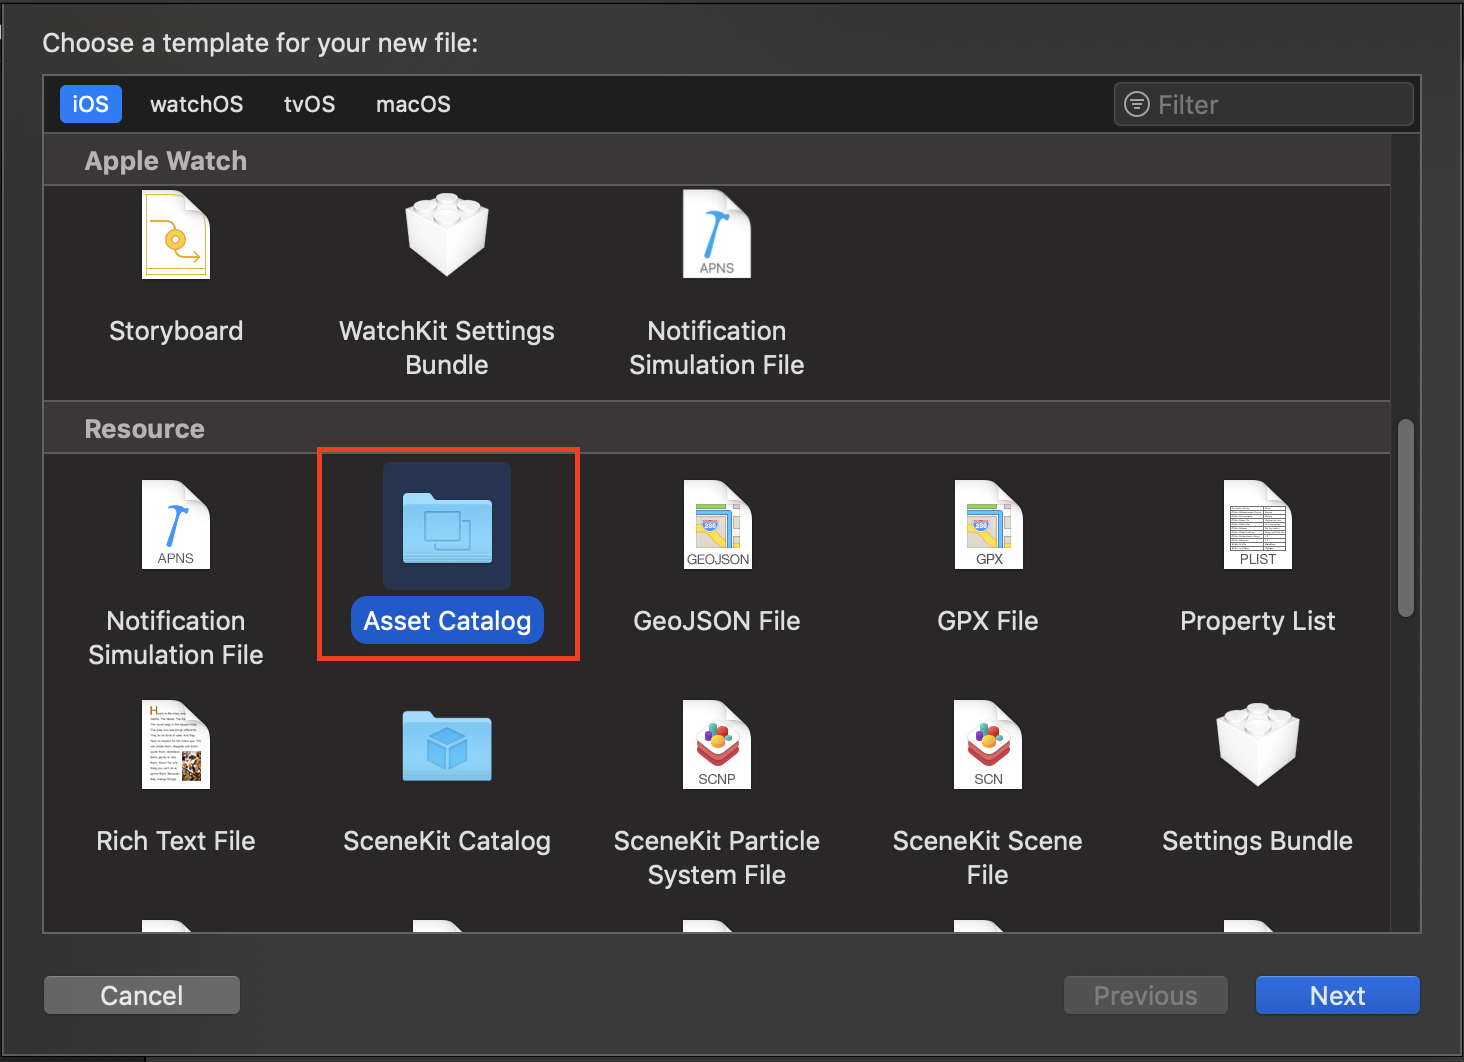 Choose a template for your new file:
iOS watchOS tvOS macOS Filter
Apple Watch
APNS
Storyboard WatchKit Settings Notification
Bundle Simulation File
Resource
APNS GEOJSON GPX PLIST
280 280
Notification Asset Catalog GeoJSON File GPX File Property List
Simulation File
SCNP SCN
Rich Text File SceneKit Catalog SceneKit Particle SceneKit Scene Settings Bundle
System File File
Cancel Previous Next